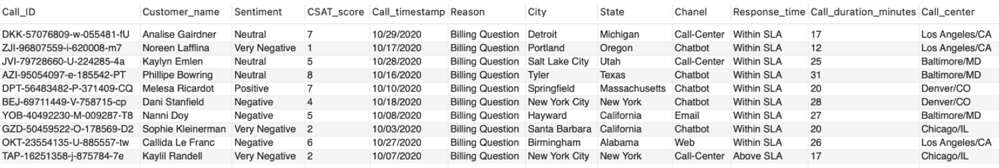 Call_ID Customer_name Sentiment CSAT_score Call_timestamp Reason City State Chanel Response_time Call_duration_minutes Call_center
DKK-57076809-w-055481-fU Analise Gairdner Neutral 7 10/29/2020 Billing Question Detroit Michigan Call-Center Within SLA 17 Los Angeles/CA
ZJI-96807559-i-620008-m7 Noreen Lafflina Very Negative 1 10/17/2020 Billing Question Portland Oregon Chatbot Within SLA 12 Los Angeles/CA
JVI-79728660-U-224285-4a Kaylyn Emlen Neutral 5 10/28/2020 Billing Question Salt Lake City Utah Call-Center Within SLA 25 Baltimore/MD
AZI-95054097-e-185542-PT Phillipe Bowring Neutral 8 10/16/2020 Billing Question Tyler Texas Chatbot Within SLA 31 Baltimore/MD
DPT-56483482-P-371409-CQ Melesa Ricardot Positive 7 10/10/2020 Billing Question Springfield Massachusetts Chatbot Within SLA 20 Denver/CO
BEJ-69711449-V-758715-cp Dani Stanfield Negative 4 10/18/2020 Billing Question New York City New York Chatbot Within SLA 28 Denver/CO
YOB-40492230-M-009287-T8 Nanni Doy Negative 5 10/08/2020 Billing Question Hayward California Email Within SLA 27 Baltimore/MD
GZD-50459522-O-178569-D2 Sophie Kleinerman Very Negative 2 10/03/2020 Billing Question Santa Barbara California Chatbot Within SLA 20 Chicago/IL
OKT-23554135-U-885557-tw Callida Le Franc Negative 6 10/27/2020 Billing Question Birmingham Alabama Web Within SLA 26 Los Angeles/CA
TAP-16251358-j-875784-7e Kaylil Randell Very Negative 2 10/07/2020 Billing Question New York City New York Call-Center Above SLA 17 Chicago/IL